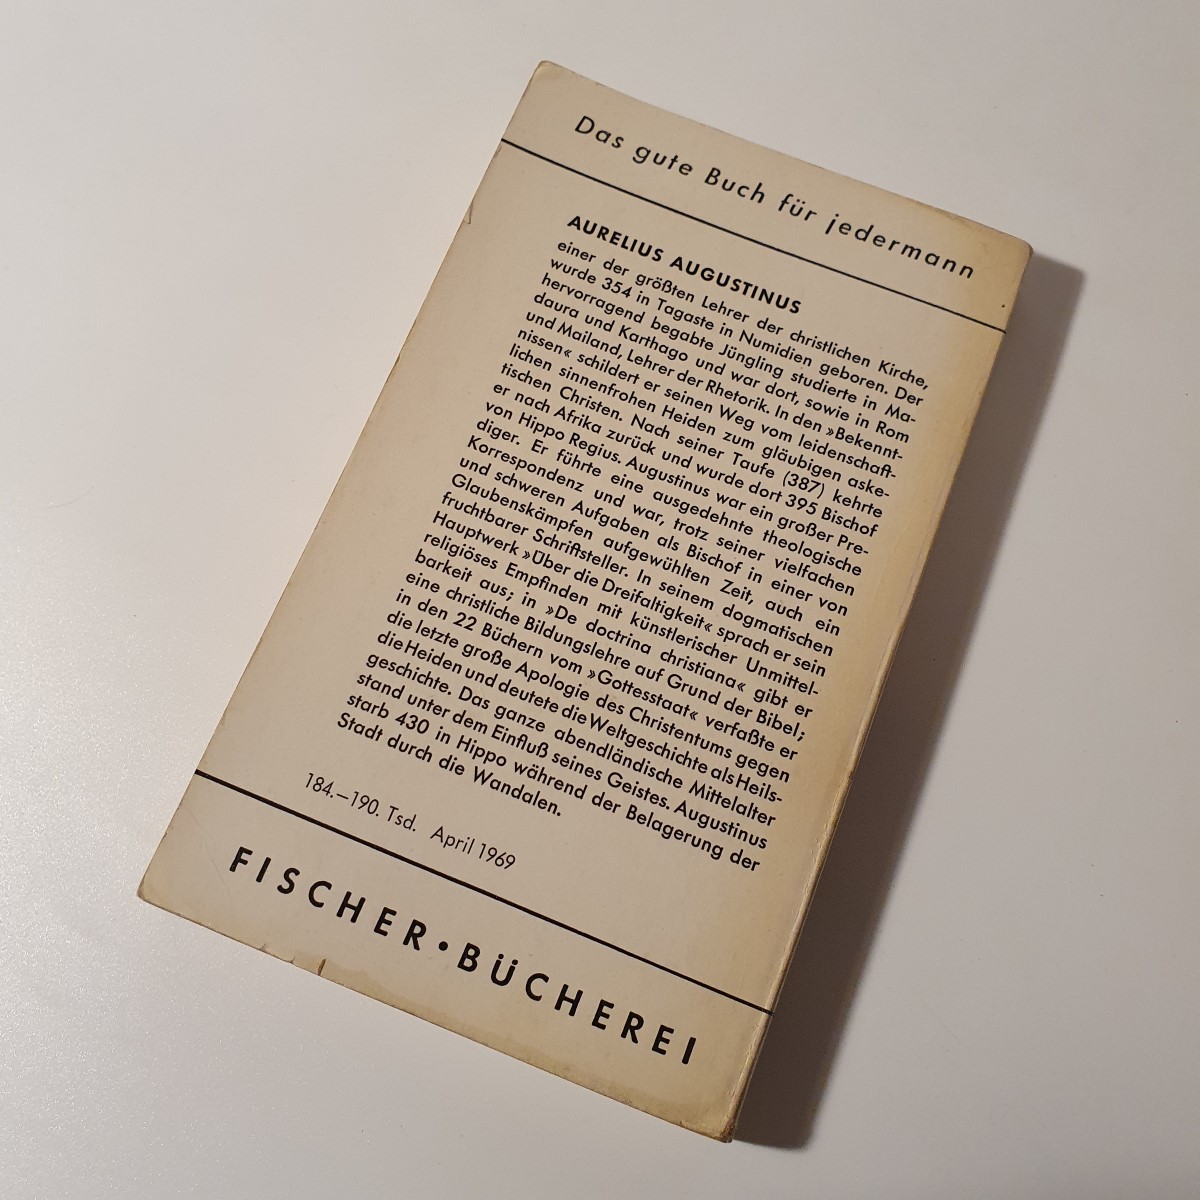 Das gute Buch für jedermann
AURELIUS AUGUSTINUS
einer der größten Lehrer der christlichen Kirche,
wurde 354 in Tagaste in Numidien geboren. Der
hervorragend begabte Jüngling studierte in Ma-
daura und Karthago und war dort, sowie in Rom
und Mailand, Lehrer der Rhetorik. In den »Bekennt-
nissen« schildert er seinen Weg vom leidenschaft-
lichen sinnenfrohen Heiden zum gläubigen aske-
tischen Christen. Nach seiner Taufe (387) kehrte
er nach Afrika zurück und wurde dort 395 Bischof
von Hippo Regius. Augustinus war ein großer Pre-
diger. Er führte eine ausgedehnte theologische
Korrespondenz und war, trotz seiner vielfachen
und schweren Aufgaben als Bischof in einer von
Glaubenskämpfen aufgewühlten Zeit, auch ein
fruchtbarer Schriftsteller. In seinem dogmatischen
Hauptwerk »Über die Dreifaltigkeit« sprach er sein
religiöses Empfinden mit künstlerischer Unmittel-
barkeit aus; in »De doctrina christiana« gibt er
eine christliche Bildungslehre auf Grund der Bibel;
in den 22 Büchern vom »Gottesstaat« verfaßte er
die letzte große Apologie des Christentums gegen
die Heiden und deutete die Weltgeschichte als Heils-
geschichte. Das ganze abendländische Mittelalter
stand unter dem Einfluß seines Geistes. Augustinus
starb 430 in Hippo während der Belagerung der
Stadt durch die Wandalen.
184.–190. Tsd. April 1969
FISCHER • BÜCHEREI